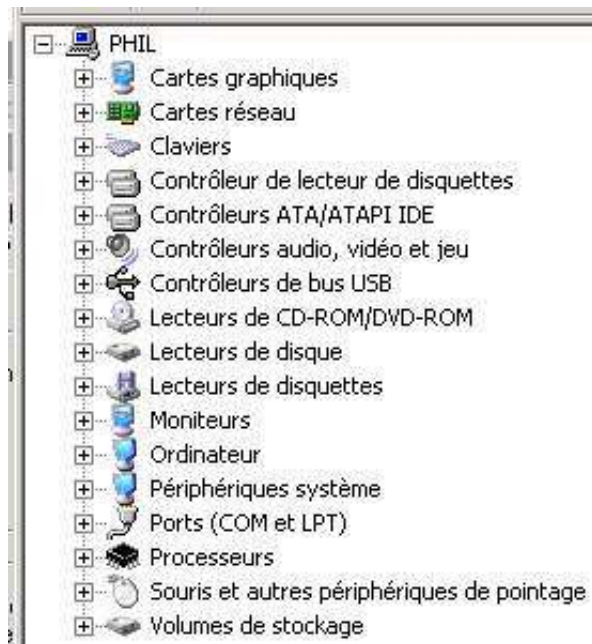 PHIL
Cartes graphiques
Cartes réseau
Claviers
Contrôleur de lecteur de disquettes
Contrôleurs ATA/ATAPI IDE
Contrôleurs audio, vidéo et jeu
Contrôleurs de bus USB
Lecteurs de CD-ROM/DVD-ROM
Lecteurs de disque
Lecteurs de disquettes
Moniteurs
Ordinateur
Périphériques système
Ports (COM et LPT)
Processeurs
Souris et autres périphériques de pointage
Volumes de stockage